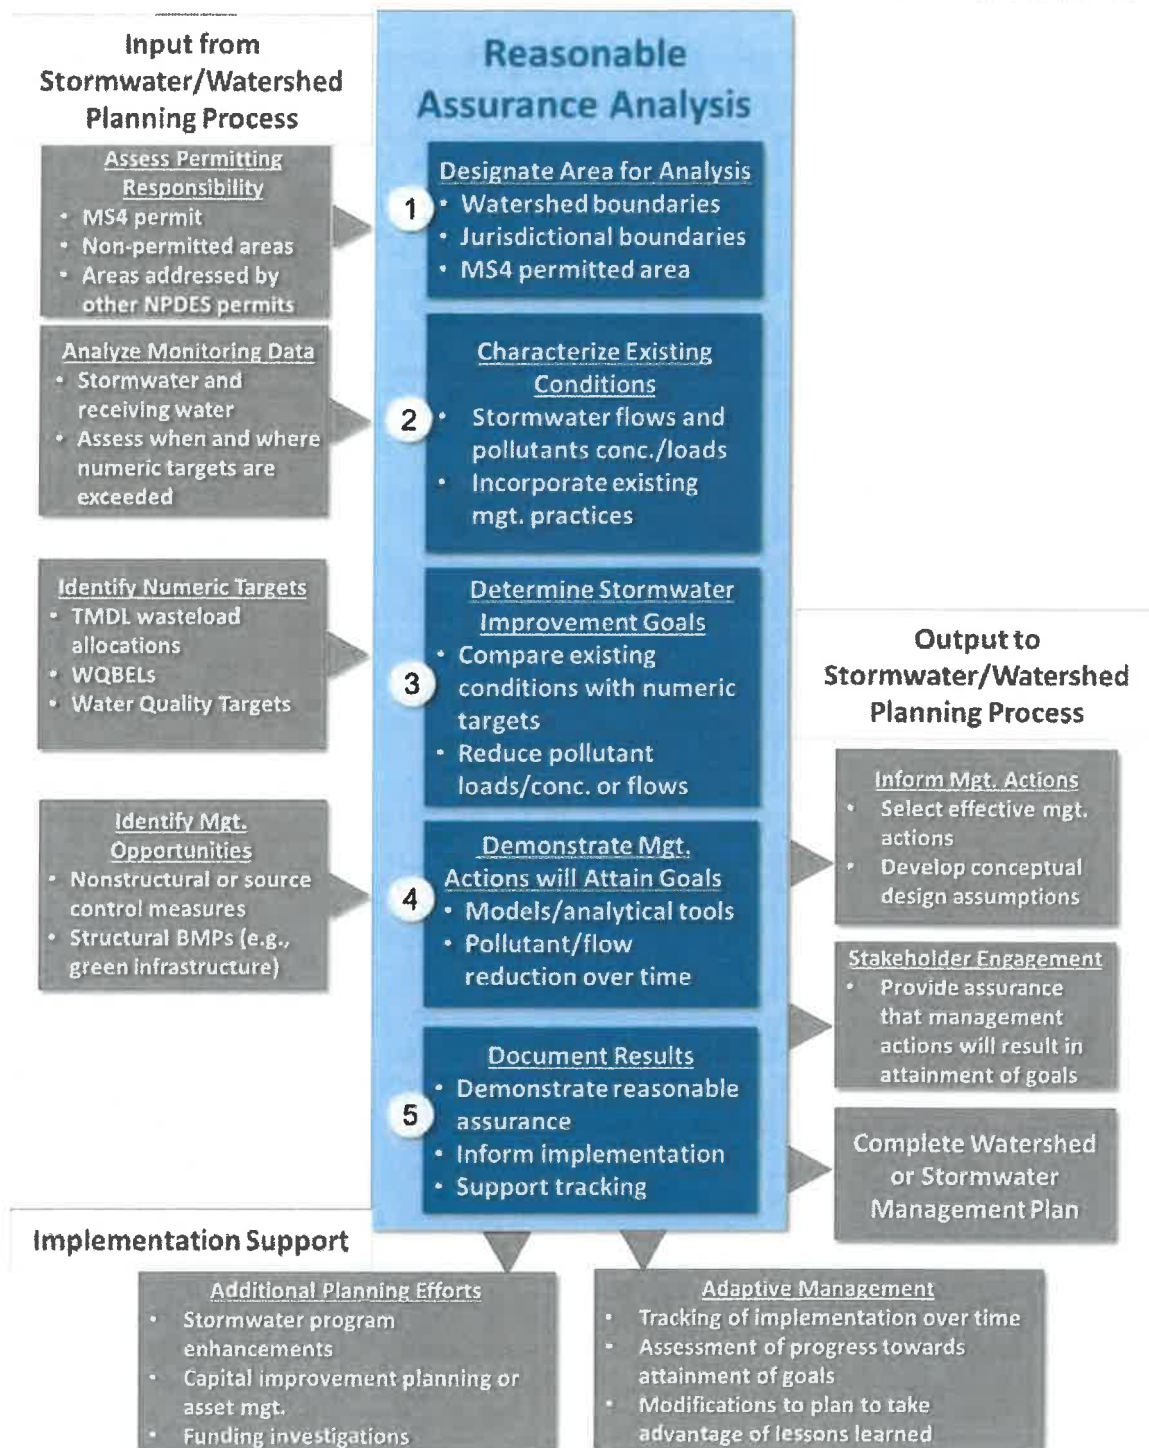 Input from
Stormwater/Watershed
Planning Process
Assess Permitting
Responsibility
• MS4 permit
• Non-permitted areas
• Areas addressed by
other NPDES permits
Analyze Monitoring Data
• Stormwater and
receiving water
• Assess when and where
numeric targets are
exceeded
Identify Numeric Targets
• TMDL wasteload
allocations
• WQBELs
• Water Quality Targets
Identify Mgt.
Opportunities
• Nonstructural or source
control measures
• Structural BMPs (e.g.,
green infrastructure)
Reasonable
Assurance Analysis
1
Designate Area for Analysis
• Watershed boundaries
• Jurisdictional boundaries
• MS4 permitted area
2
Characterize Existing
Conditions
• Stormwater flows and
pollutants conc./loads
• Incorporate existing
mgt. practices
3
Determine Stormwater
Improvement Goals
• Compare existing
conditions with numeric
targets
• Reduce pollutant
loads/conc. or flows
4
Demonstrate Mgt.
Actions will Attain Goals
• Models/analytical tools
• Pollutant/flow
reduction over time
5
Document Results
• Demonstrate reasonable
assurance
• Inform implementation
• Support tracking
Output to
Stormwater/Watershed
Planning Process
Inform Mgt. Actions
• Select effective mgt.
actions
• Develop conceptual
design assumptions
Stakeholder Engagement
• Provide assurance
that management
actions will result in
attainment of goals
Complete Watershed
or Stormwater
Management Plan
Implementation Support
Additional Planning Efforts
• Stormwater program
enhancements
• Capital improvement planning or
asset mgt.
• Funding investigations
Adaptive Management
• Tracking of implementation over time
• Assessment of progress towards
attainment of goals
• Modifications to plan to take
advantage of lessons learned